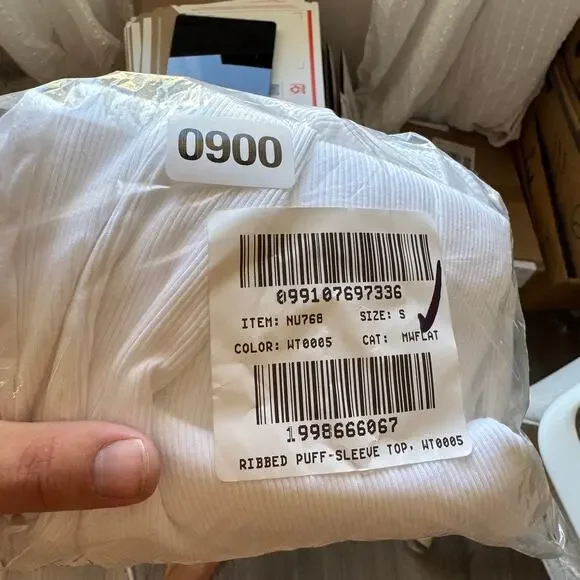 0900
099107697336
ITEM: NU768 SIZE: S
COLOR: WT0005 CAT: MWFLAT
1998666067
RIBBED PUFF-SLEEVE TOP, WT0005